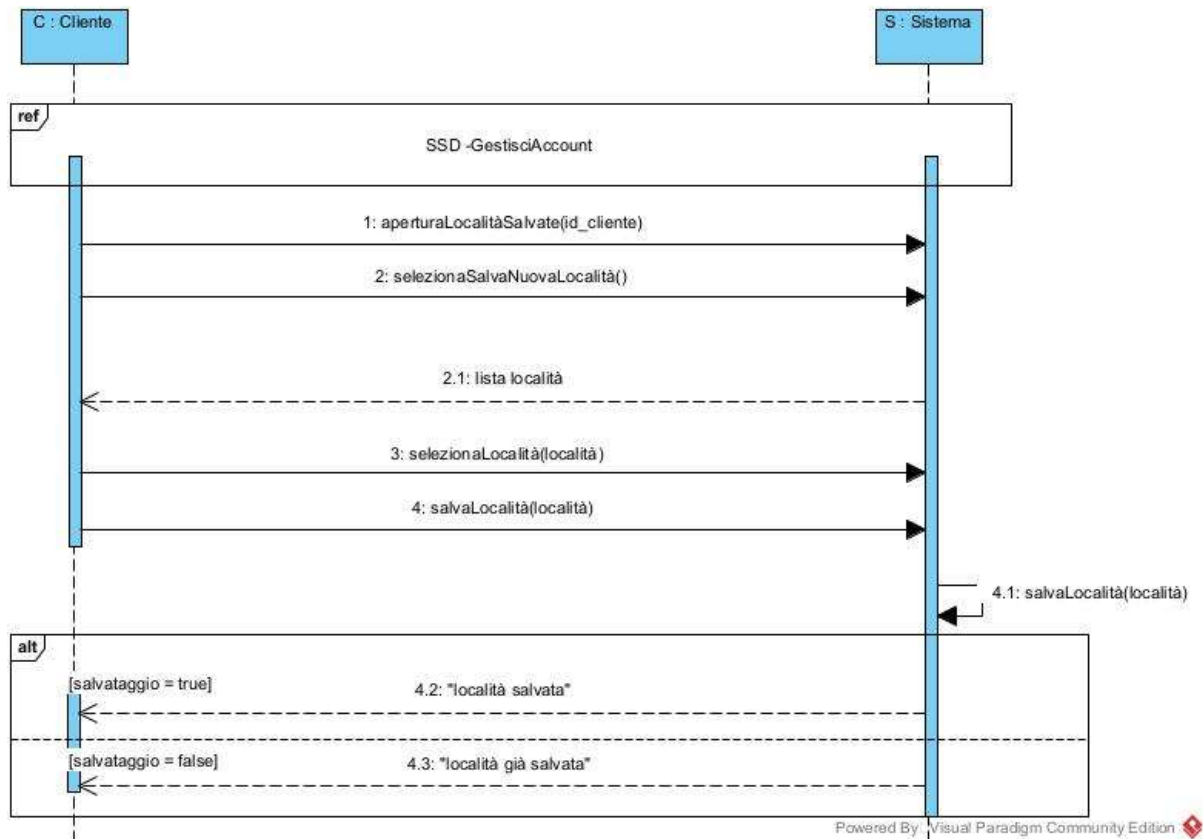 C : Cliente
S : Sistema
ref
SSD -GestisciAccount
1: aperturaLocalitàSalvate(id_cliente)
2: selezionaSalvaNuovaLocalità()
2.1: lista località
3: selezionaLocalità(località)
4: salvaLocalità(località)
4.1: salvaLocalità(località)
alt
[salvataggio = true]
4.2: "località salvata"
[salvataggio = false]
4.3: "località già salvata"
Powered By Visual Paradigm Community Edition